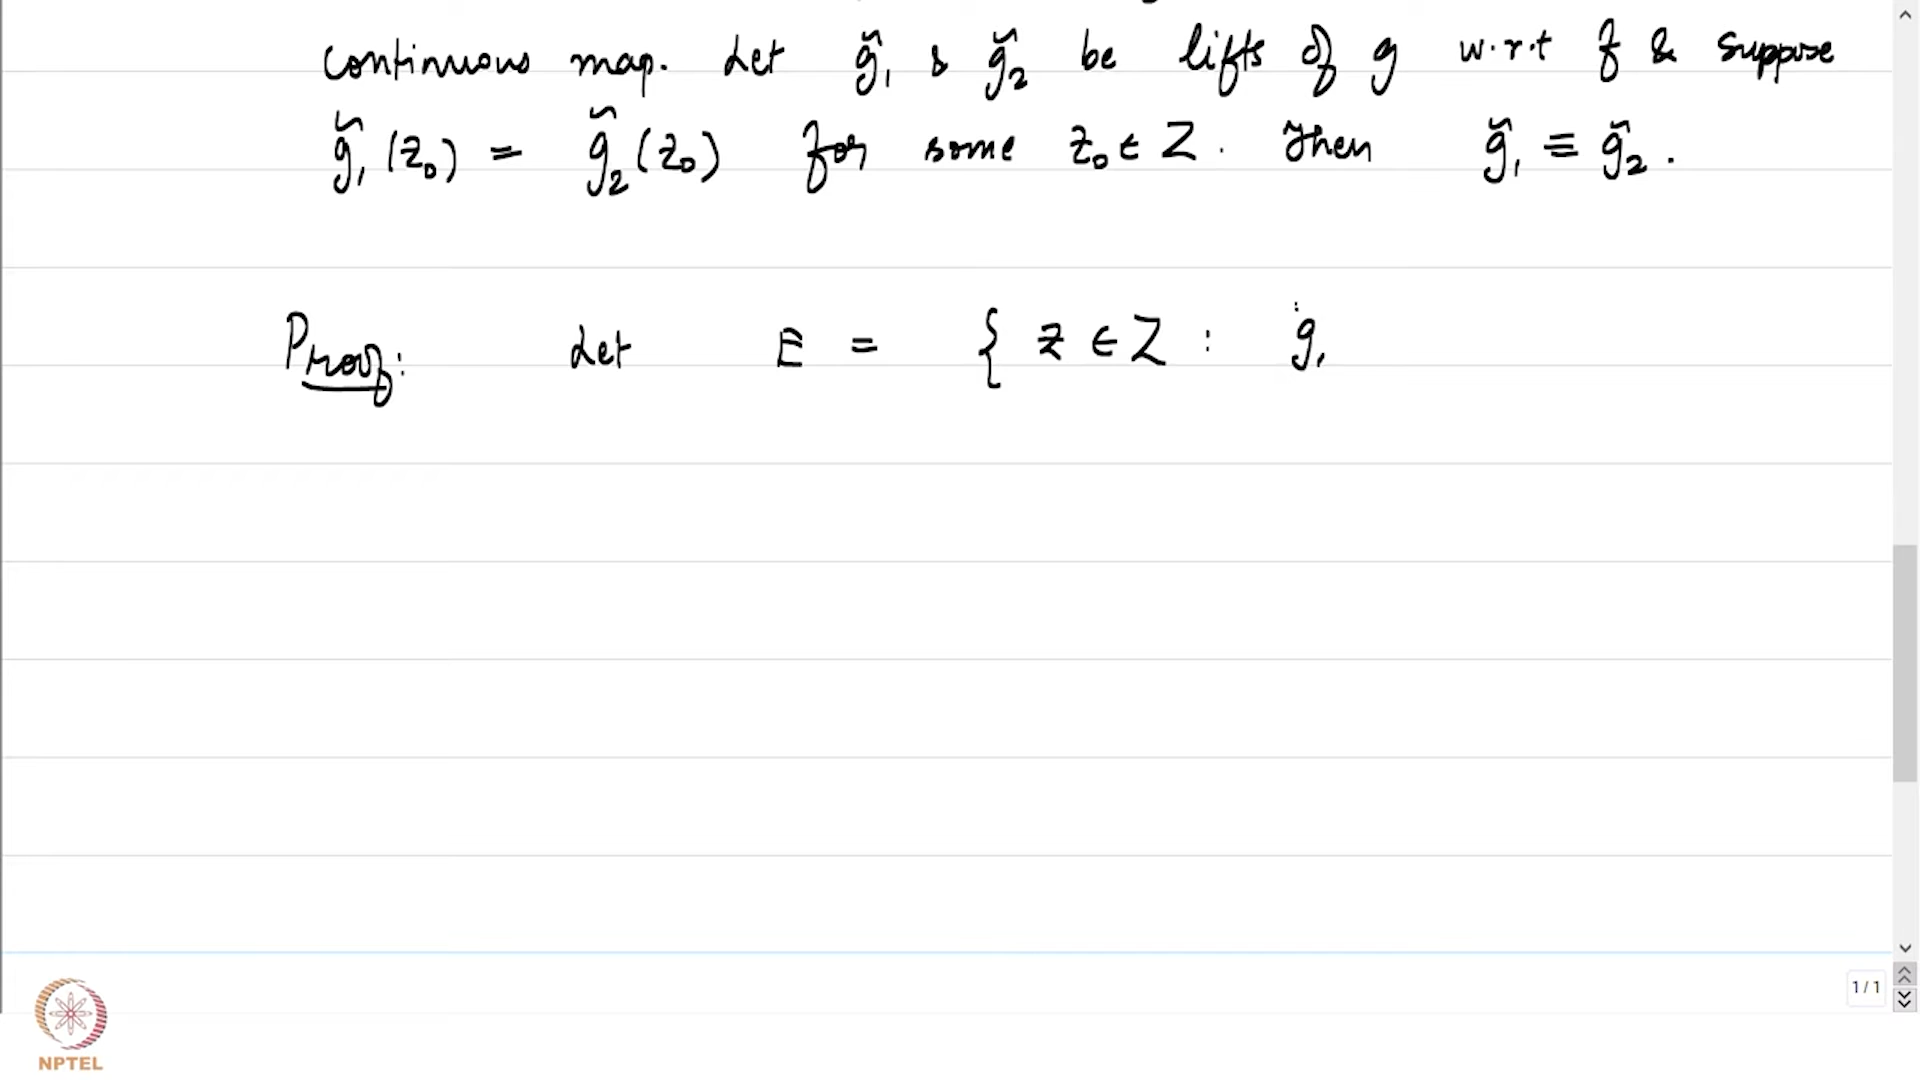 continuous map. Let g̃₁ & g̃₂ be lifts of g w.r.t f & suppose
g̃₁(z₀) = g̃₂(z₀) for some z₀ ∈ Z. Then g̃₁ ≡ g̃₂.
Proof: Let E = { z ∈ Z : g₁
1 / 1
NPTEL